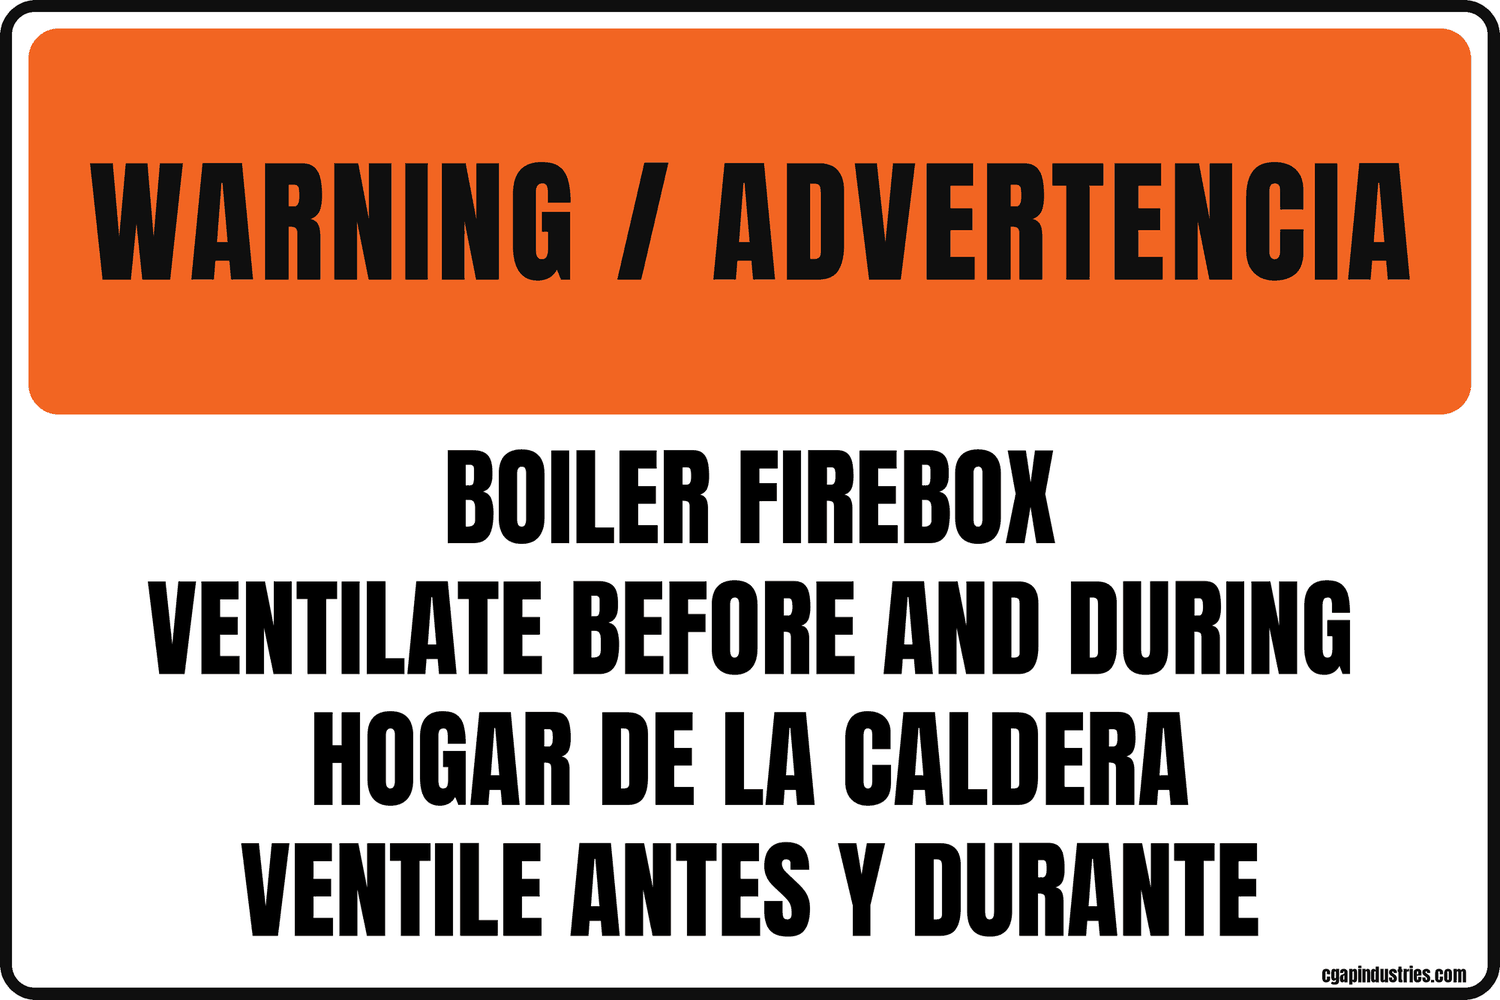 WARNING / ADVERTENCIA
BOILER FIREBOX
VENTILATE BEFORE AND DURING
HOGAR DE LA CALDERA
VENTILE ANTES Y DURANTE
cgapindustries.com